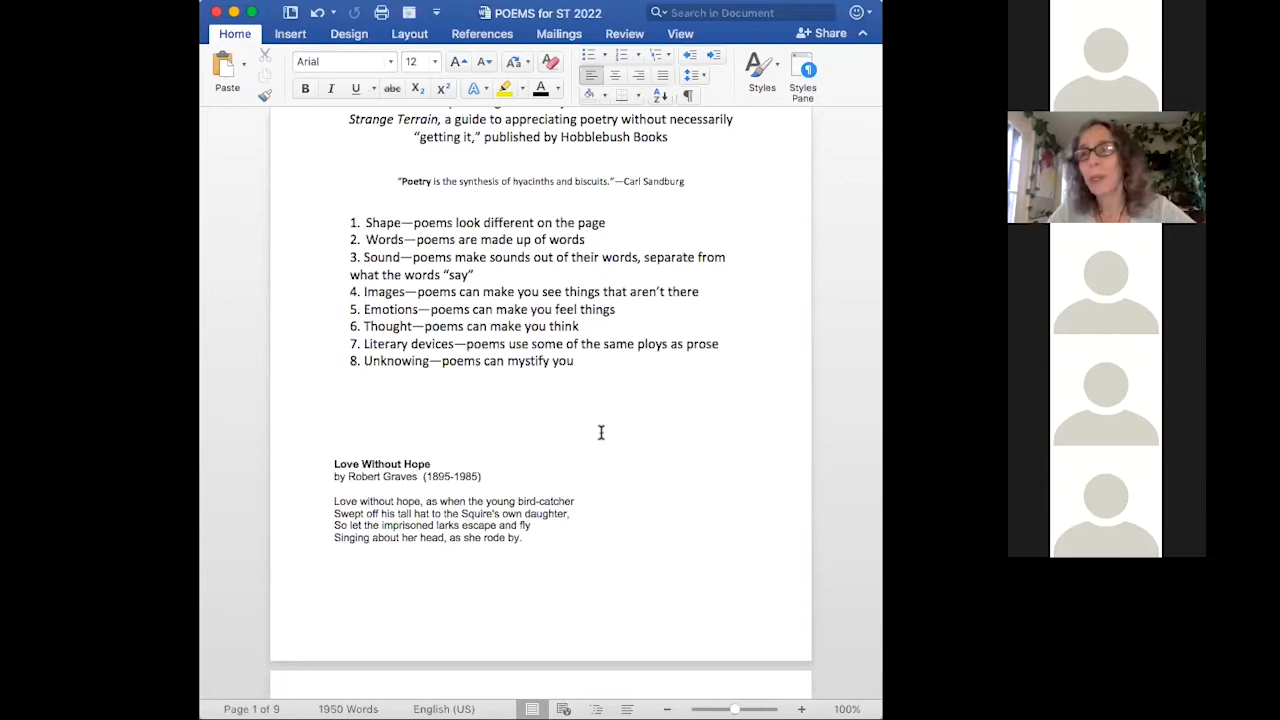 POEMS for ST 2022
Search in Document
Home Insert Design Layout References Mailings Review View Share
Paste
Arial 12
Styles
Styles Pane
Strange Terrain, a guide to appreciating poetry without necessarily
“getting it,” published by Hobblebush Books
“Poetry is the synthesis of hyacinths and biscuits.”—Carl Sandburg
1. Shape—poems look different on the page
2. Words—poems are made up of words
3. Sound—poems make sounds out of their words, separate from
what the words “say”
4. Images—poems can make you see things that aren’t there
5. Emotions—poems can make you feel things
6. Thought—poems can make you think
7. Literary devices—poems use some of the same ploys as prose
8. Unknowing—poems can mystify you
Love Without Hope
by Robert Graves (1895-1985)
Love without hope, as when the young bird-catcher
Swept off his tall hat to the Squire's own daughter,
So let the imprisoned larks escape and fly
Singing about her head, as she rode by.
Page 1 of 9 1950 Words English (US) 100%